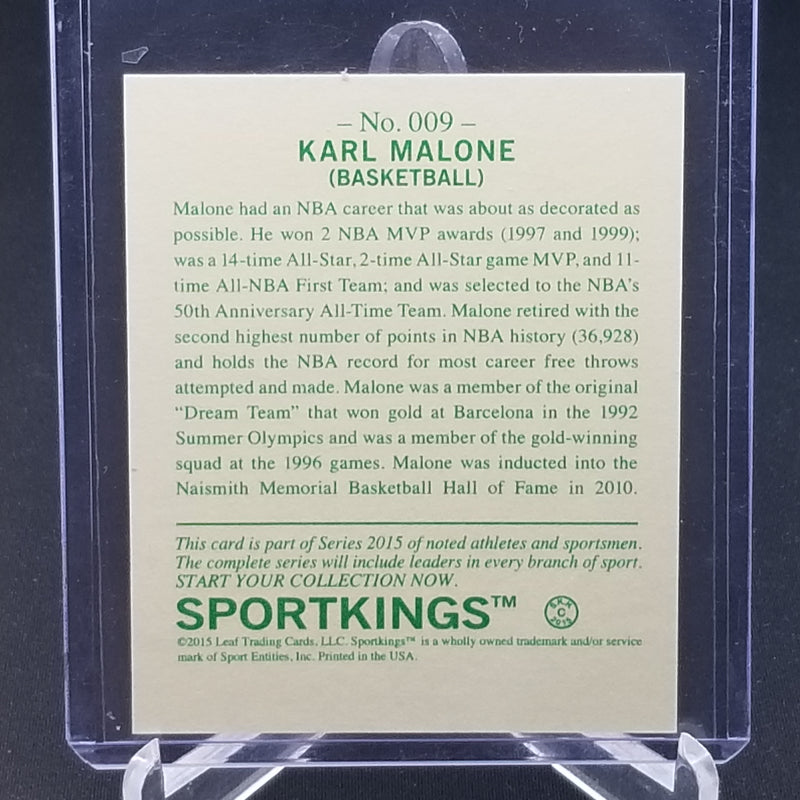 – No. 009 –
KARL MALONE
(BASKETBALL)
Malone had an NBA career that was about as decorated as
possible. He won 2 NBA MVP awards (1997 and 1999);
was a 14-time All-Star, 2-time All-Star game MVP, and 11-
time All-NBA First Team; and was selected to the NBA's
50th Anniversary All-Time Team. Malone retired with the
second highest number of points in NBA history (36,928)
and holds the NBA record for most career free throws
attempted and made. Malone was a member of the original
“Dream Team” that won gold at Barcelona in the 1992
Summer Olympics and was a member of the gold-winning
squad at the 1996 games. Malone was inducted into the
Naismith Memorial Basketball Hall of Fame in 2010.
This card is part of Series 2015 of noted athletes and sportsmen.
The complete series will include leaders in every branch of sport.
START YOUR COLLECTION NOW.
SPORTKINGS™
©2015 Leaf Trading Cards, LLC. Sportkings™ is a wholly owned trademark and/or service
mark of Sport Entities, Inc. Printed in the USA.